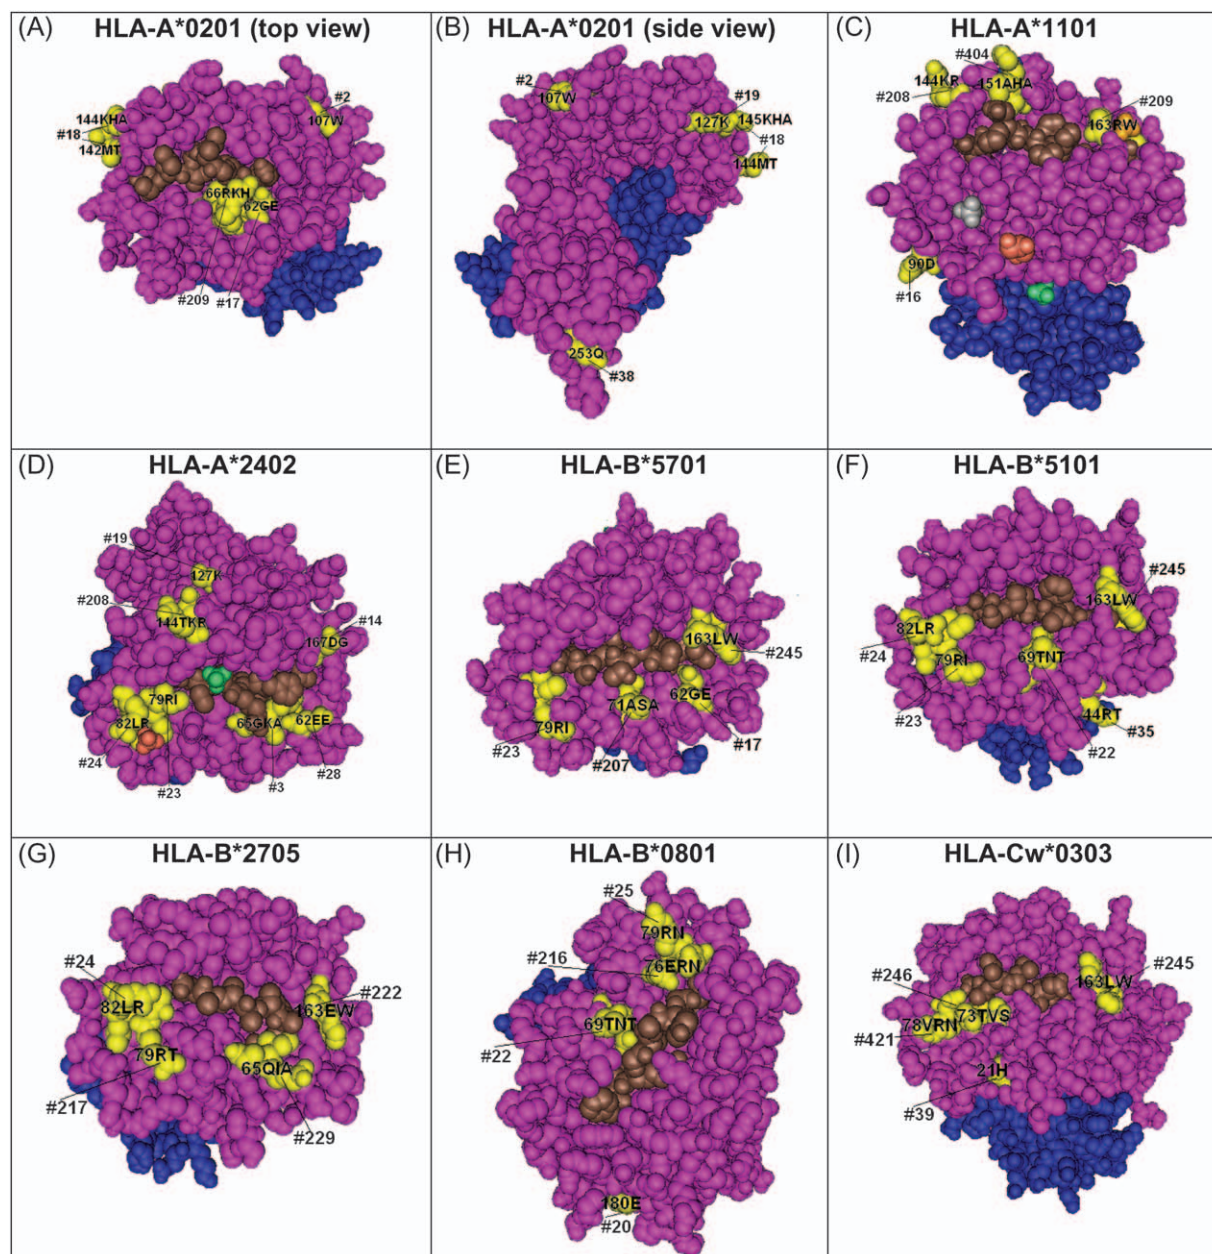 (A) HLA-A*0201 (top view)
#2
107W
144KHA
#18
142MT
66RKH
62GE
#209
#17
(B) HLA-A*0201 (side view)
#2
107W
#19
127K
145KHA
#18
144MT
253Q
#38
(C) HLA-A*1101
#404
144KR
151AHA
#208
#209
163RW
90D
#16
(D) HLA-A*2402
#19
127K
#208
144TKR
#14
167DG
79RI
82LR
65GKA
62EE
#24
#28
#23
#3
(E) HLA-B*5701
163LW
#245
62GE
71ASA
79RI
#23
#17
#207
(F) HLA-B*5101
#245
163LW
82LR
#24
79RI
69TNT
44RT
#23
#35
#22
(G) HLA-B*2705
#24
#222
82LR
163EW
79RT
65QIA
#217
#229
(H) HLA-B*0801
#25
79RN
#216
76ERN
69TNT
#22
180E
#20
(I) HLA-Cw*0303
#245
#246
163LW
73TVS
78VRN
#421
21H
#39